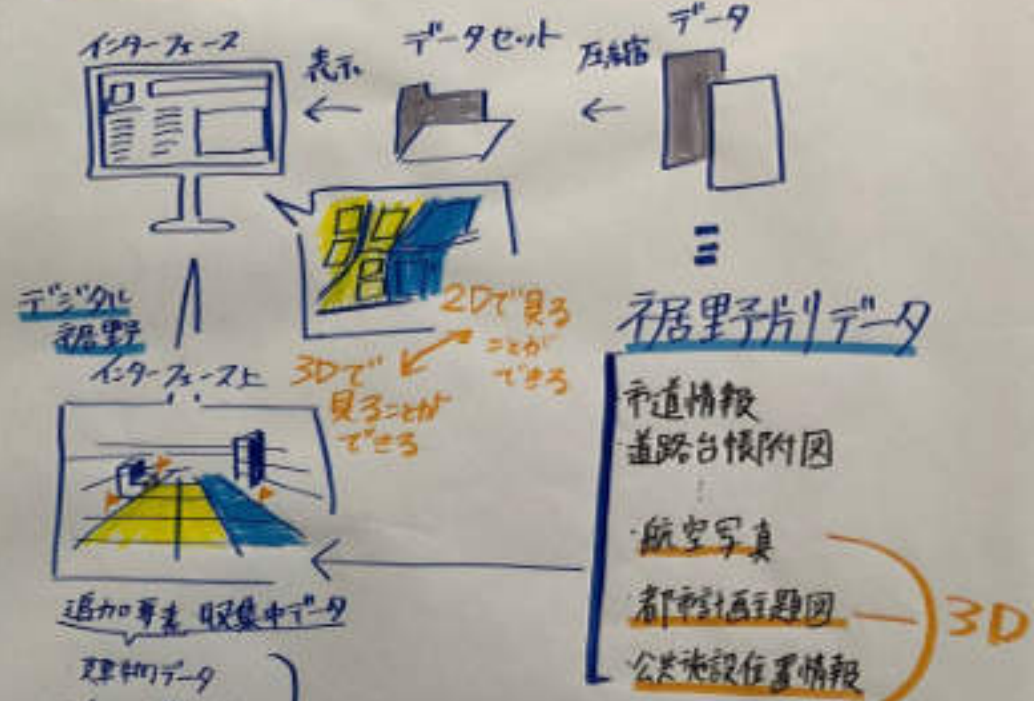 インターフェース
表示
データセット
圧縮
データ
デジタル
裾野
インターフェース上
2Dで見る
ことが
できる
3Dで
見ることが
できる
裾野市データ
市道情報
道路台帳附図
・航空写真
・都市計画主題図
・公共施設位置情報
3D
追加要素 収集中データ
建物データ